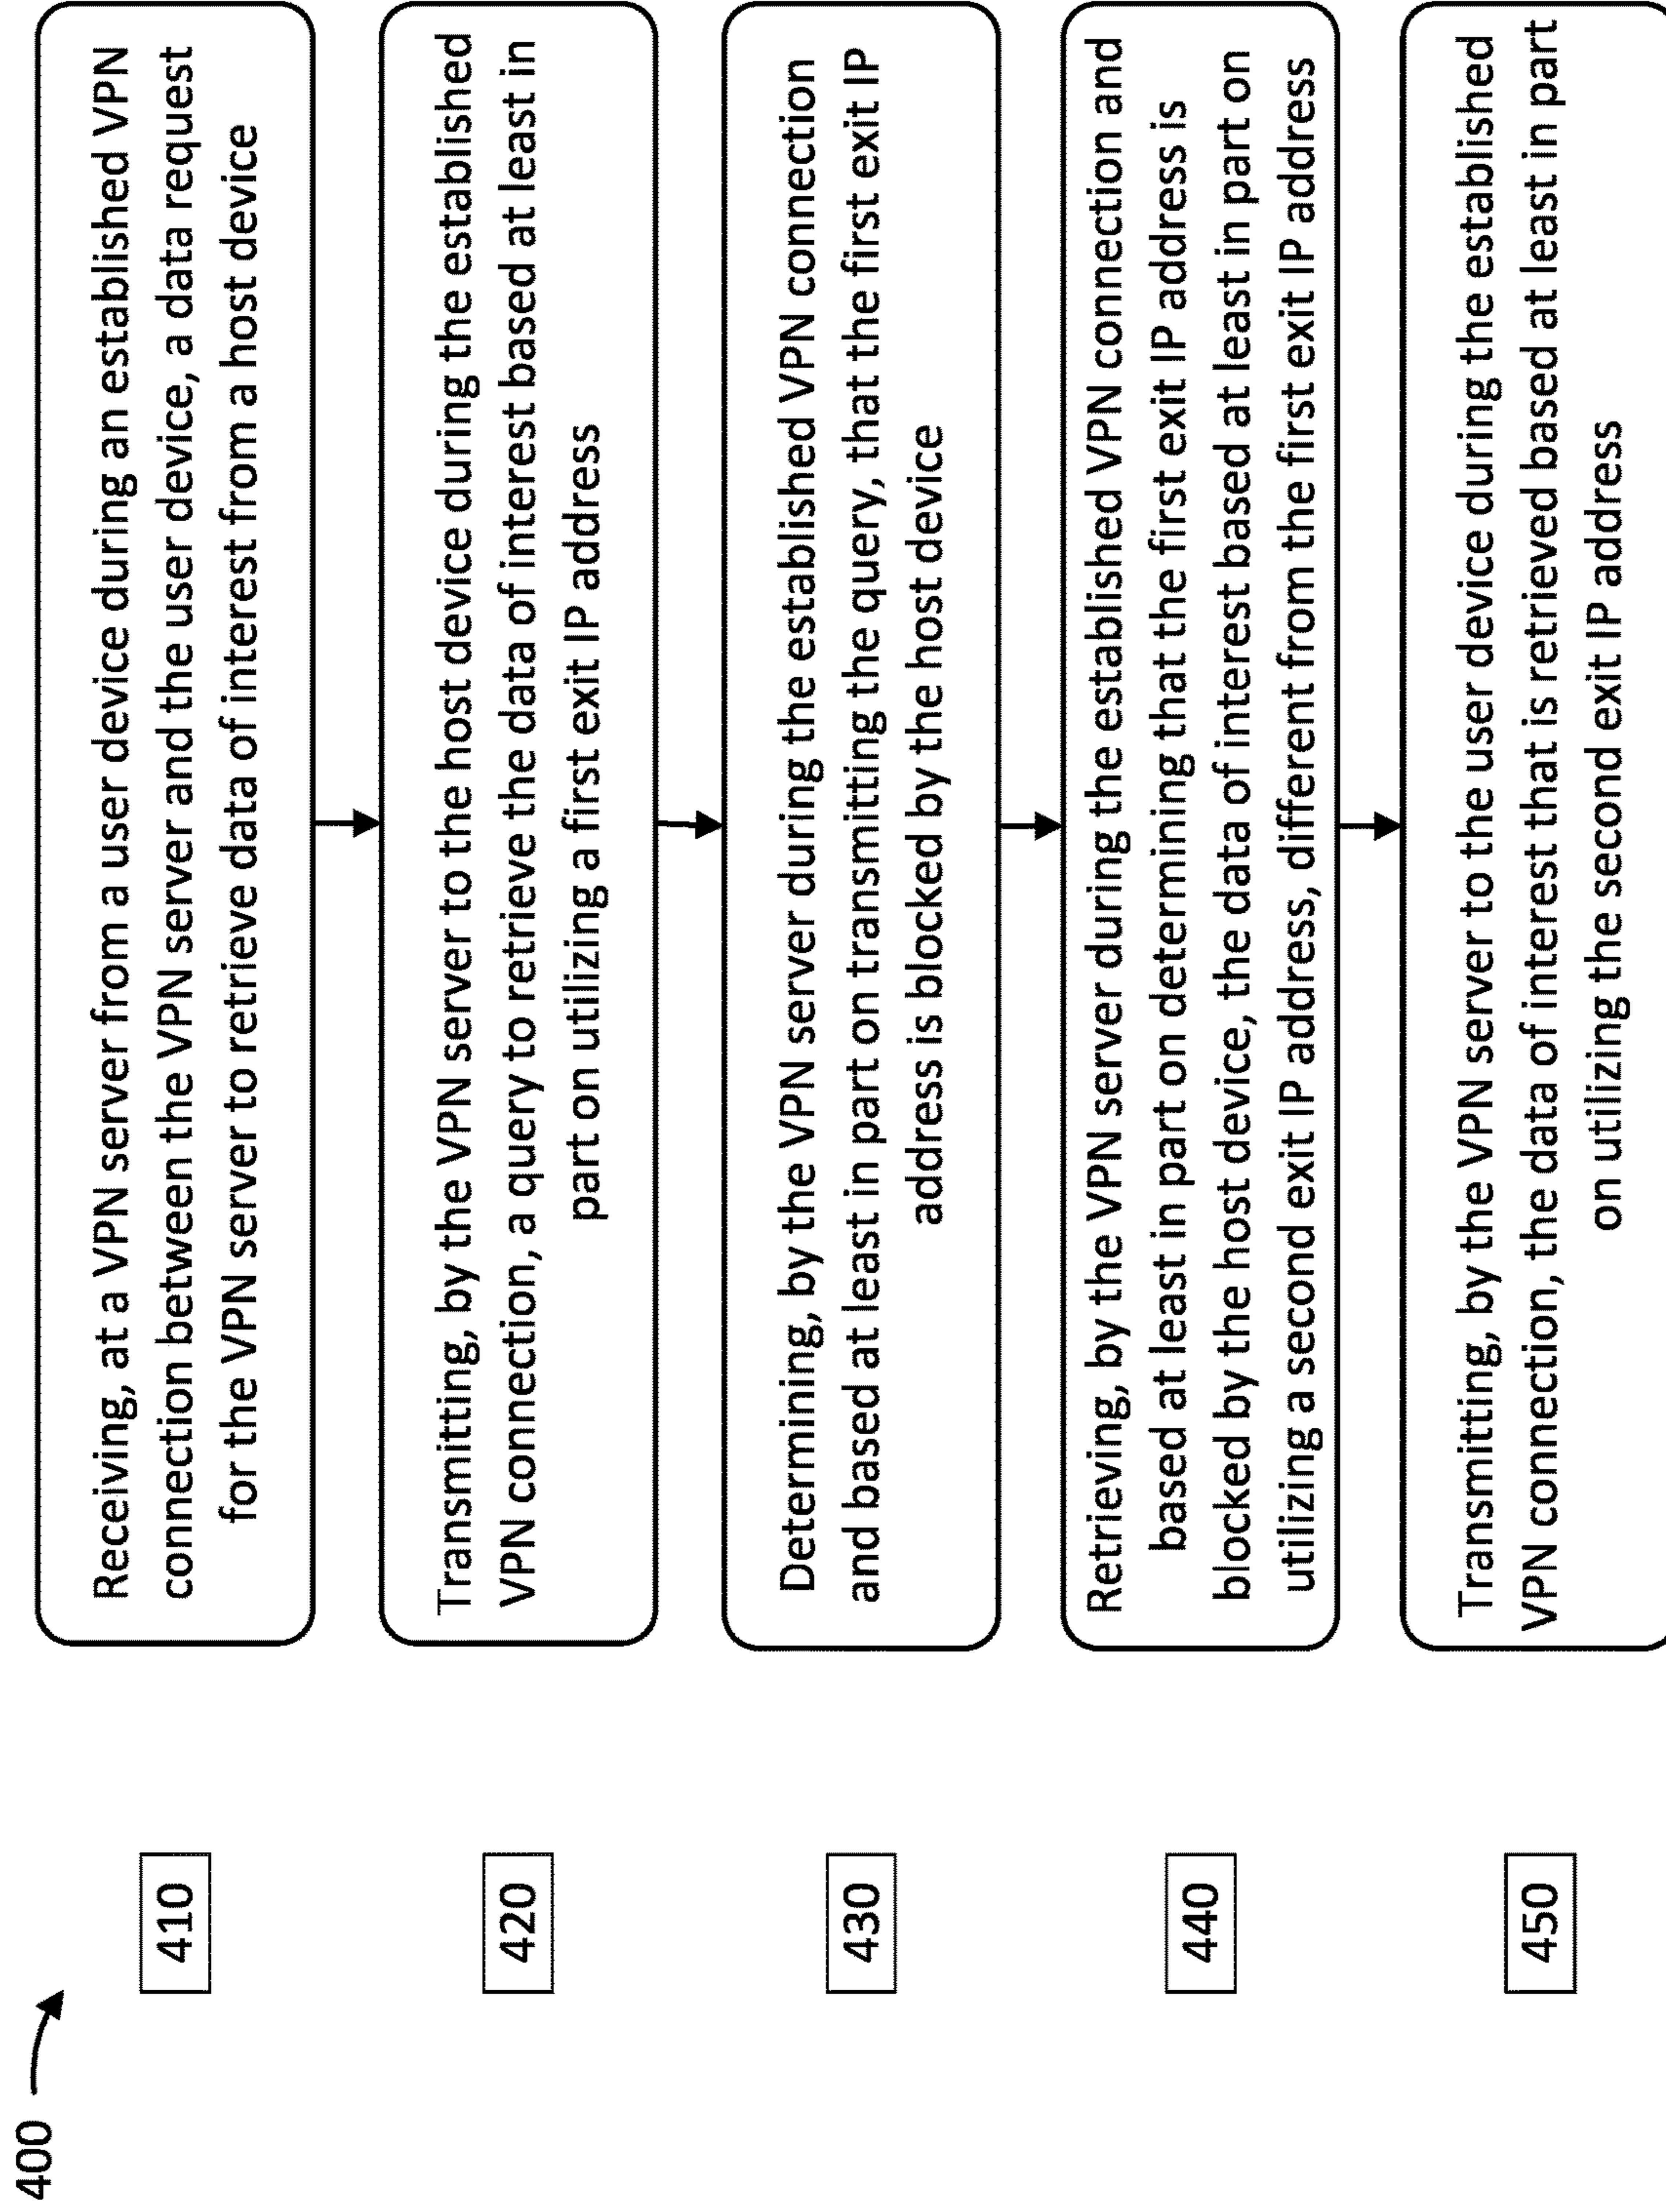 400
410
Receiving, at a VPN server from a user device during an established VPN
connection between the VPN server and the user device, a data request
for the VPN server to retrieve data of interest from a host device
420
Transmitting, by the VPN server to the host device during the established
VPN connection, a query to retrieve the data of interest based at least in
part on utilizing a first exit IP address
430
Determining, by the VPN server during the established VPN connection
and based at least in part on transmitting the query, that the first exit IP
address is blocked by the host device
440
Retrieving, by the VPN server during the established VPN connection and
based at least in part on determining that the first exit IP address is
blocked by the host device, the data of interest based at least in part on
utilizing a second exit IP address, different from the first exit IP address
450
Transmitting, by the VPN server to the user device during the established
VPN connection, the data of interest that is retrieved based at least in part
on utilizing the second exit IP address